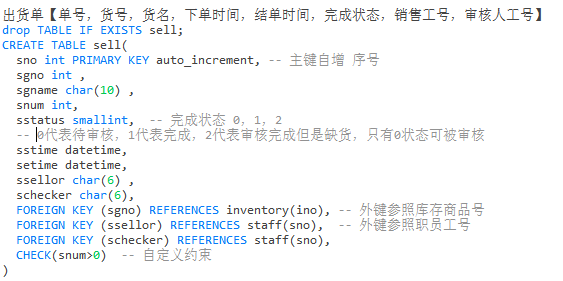 出货单【单号，货号，货名，下单时间，结单时间，完成状态，销售工号，审核人工号】
drop TABLE IF EXISTS sell;
CREATE TABLE sell(
  sno int PRIMARY KEY auto_increment, -- 主键自增 序号
  sgno int ,
  sgname char(10) ,
  snum int,
  sstatus smallint,  -- 完成状态 0，1，2
  -- 0代表待审核，1代表完成，2代表审核完成但是缺货，只有0状态可被审核
  sstime datetime,
  setime datetime,
  ssellor char(6) ,
  schecker char(6),
  FOREIGN KEY (sgno) REFERENCES inventory(ino), -- 外键参照库存商品号
  FOREIGN KEY (ssellor) REFERENCES staff(sno),  -- 外键参照职员工号
  FOREIGN KEY (schecker) REFERENCES staff(sno),
  CHECK(snum>0)  -- 自定义约束
)